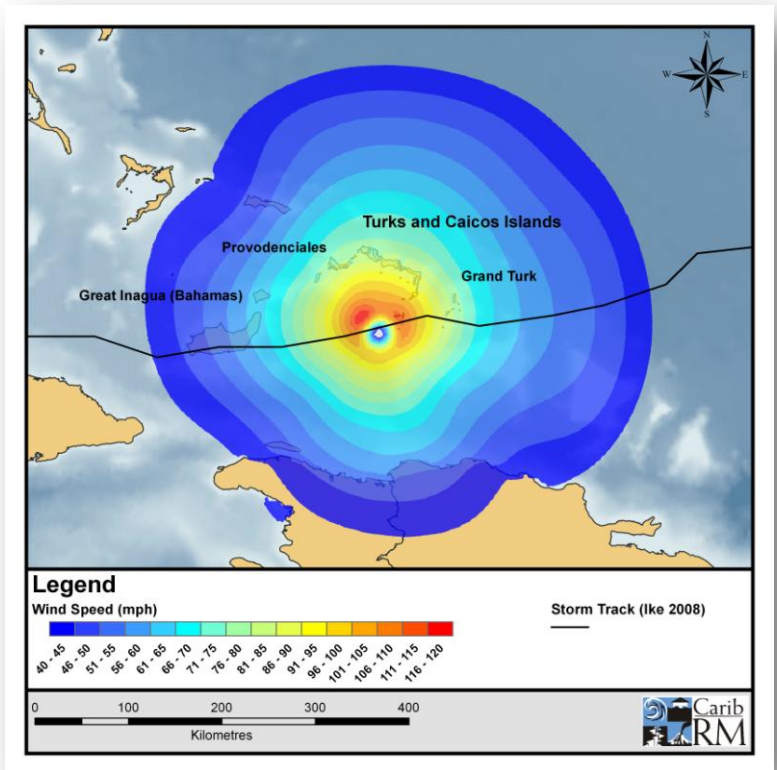 N
W E
S
Turks and Caicos Islands
Provodenciales
Grand Turk
Great Inagua (Bahamas)
Legend
Wind Speed (mph)
Storm Track (Ike 2008)
40 - 45
46 - 50
51 - 55
56 - 60
61 - 65
66 - 70
71 - 75
76 - 80
81 - 85
86 - 90
91 - 95
96 - 100
101 - 105
106 - 110
111 - 115
116 - 120
0 100 200 300 400
Kilometres
Carib
RM